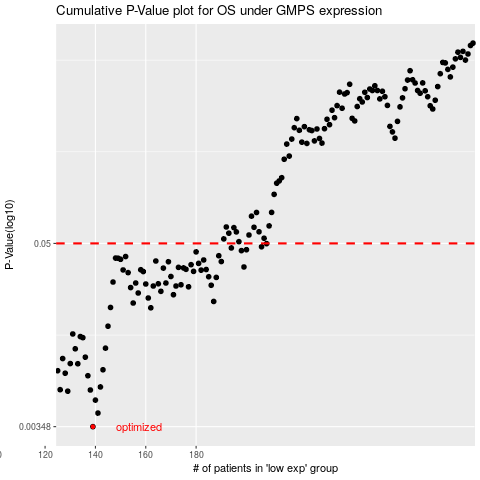 Cumulative P-Value plot for OS under GMPS expression
P-Value(log10)
0.05
0.00348
optimized
0 120 140 160 180
# of patients in 'low exp' group